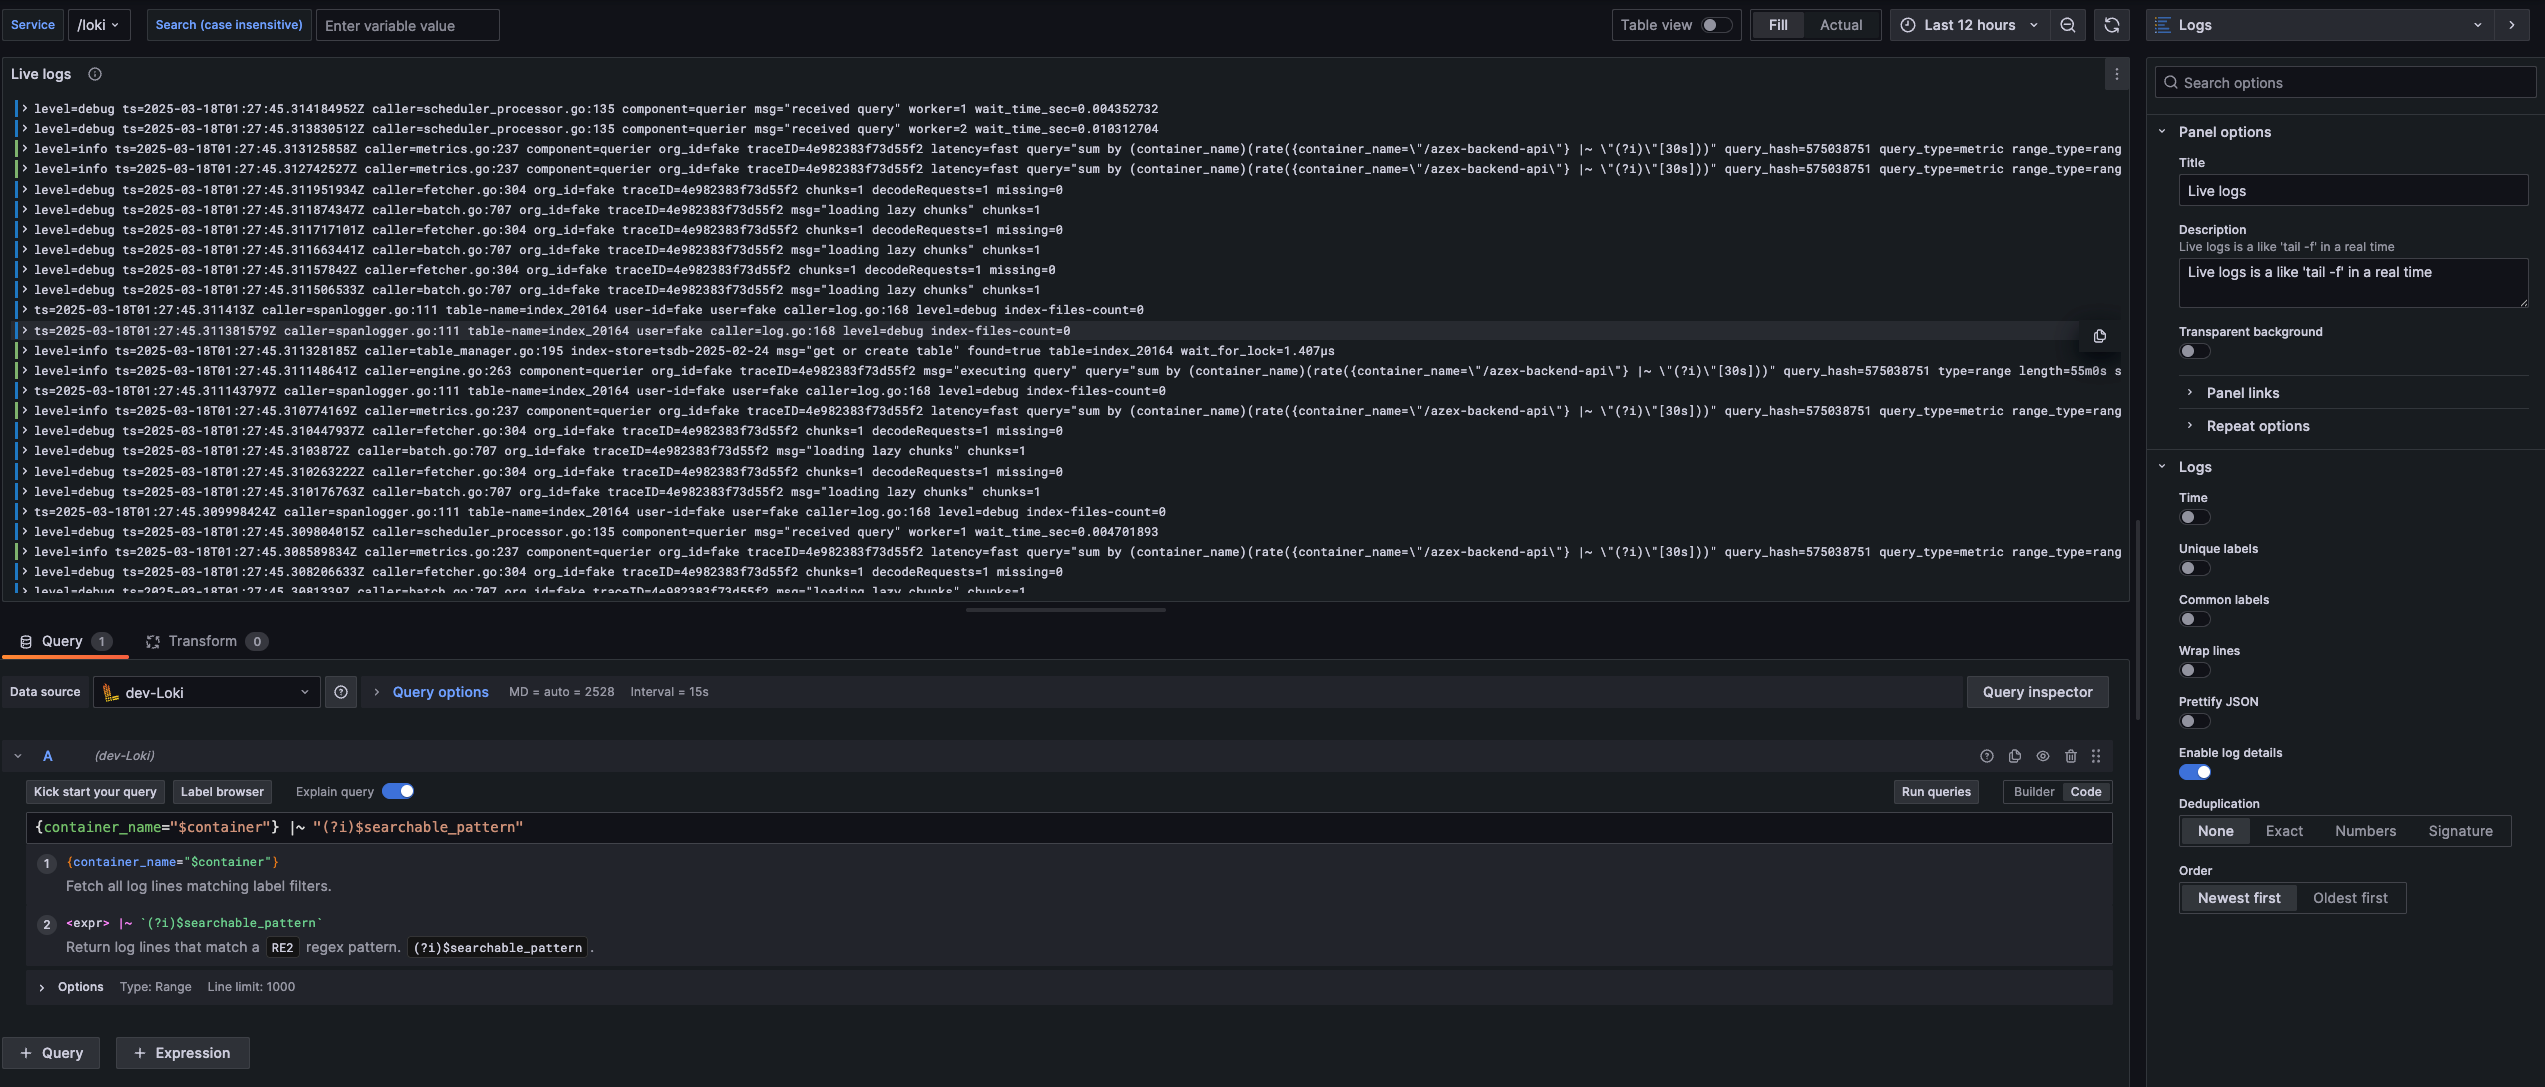 Service /loki Search (case insensitive) Enter variable value Table view Fill Actual Last 12 hours
Live logs
level=debug ts=2025-03-18T01:27:45.314184952Z caller=scheduler_processor.go:135 component=querier msg="received query" worker=1 wait_time_sec=0.004352732
level=debug ts=2025-03-18T01:27:45.313830512Z caller=scheduler_processor.go:135 component=querier msg="received query" worker=2 wait_time_sec=0.010312704
level=info ts=2025-03-18T01:27:45.313125858Z caller=metrics.go:237 component=querier org_id=fake traceID=4e982383f73d55f2 latency=fast query="sum by (container_name)(rate({container_name=\"/azex-backend-api\"} |~ \"(?i)\"[30s]))" query_hash=575038751 query_type=metric range_type=rang
level=info ts=2025-03-18T01:27:45.312742527Z caller=metrics.go:237 component=querier org_id=fake traceID=4e982383f73d55f2 latency=fast query="sum by (container_name)(rate({container_name=\"/azex-backend-api\"} |~ \"(?i)\"[30s]))" query_hash=575038751 query_type=metric range_type=rang
level=debug ts=2025-03-18T01:27:45.311951934Z caller=fetcher.go:304 org_id=fake traceID=4e982383f73d55f2 chunks=1 decodeRequests=1 missing=0
level=debug ts=2025-03-18T01:27:45.311874347Z caller=batch.go:707 org_id=fake traceID=4e982383f73d55f2 msg="loading lazy chunks" chunks=1
level=debug ts=2025-03-18T01:27:45.311717101Z caller=fetcher.go:304 org_id=fake traceID=4e982383f73d55f2 chunks=1 decodeRequests=1 missing=0
level=debug ts=2025-03-18T01:27:45.311663441Z caller=batch.go:707 org_id=fake traceID=4e982383f73d55f2 msg="loading lazy chunks" chunks=1
level=debug ts=2025-03-18T01:27:45.31157842Z caller=fetcher.go:304 org_id=fake traceID=4e982383f73d55f2 chunks=1 decodeRequests=1 missing=0
level=debug ts=2025-03-18T01:27:45.311506533Z caller=batch.go:707 org_id=fake traceID=4e982383f73d55f2 msg="loading lazy chunks" chunks=1
ts=2025-03-18T01:27:45.311413Z caller=spanlogger.go:111 table-name=index_20164 user-id=fake user=fake caller=log.go:168 level=debug index-files-count=0
ts=2025-03-18T01:27:45.311381579Z caller=spanlogger.go:111 table-name=index_20164 user=fake caller=log.go:168 level=debug index-files-count=0
level=info ts=2025-03-18T01:27:45.311328185Z caller=table_manager.go:195 index-store=tsdb-2025-02-24 msg="get or create table" found=true table=index_20164 wait_for_lock=1.407µs
level=info ts=2025-03-18T01:27:45.311148641Z caller=engine.go:263 component=querier org_id=fake traceID=4e982383f73d55f2 msg="executing query" query="sum by (container_name)(rate({container_name=\"/azex-backend-api\"} |~ \"(?i)\"[30s]))" query_hash=575038751 type=range length=55m0s s
ts=2025-03-18T01:27:45.311143797Z caller=spanlogger.go:111 table-name=index_20164 user-id=fake user=fake caller=log.go:168 level=debug index-files-count=0
level=info ts=2025-03-18T01:27:45.310774169Z caller=metrics.go:237 component=querier org_id=fake traceID=4e982383f73d55f2 latency=fast query="sum by (container_name)(rate({container_name=\"/azex-backend-api\"} |~ \"(?i)\"[30s]))" query_hash=575038751 query_type=metric range_type=rang
level=debug ts=2025-03-18T01:27:45.310447937Z caller=fetcher.go:304 org_id=fake traceID=4e982383f73d55f2 chunks=1 decodeRequests=1 missing=0
level=debug ts=2025-03-18T01:27:45.3103872Z caller=batch.go:707 org_id=fake traceID=4e982383f73d55f2 msg="loading lazy chunks" chunks=1
level=debug ts=2025-03-18T01:27:45.310263222Z caller=fetcher.go:304 org_id=fake traceID=4e982383f73d55f2 chunks=1 decodeRequests=1 missing=0
level=debug ts=2025-03-18T01:27:45.310176763Z caller=batch.go:707 org_id=fake traceID=4e982383f73d55f2 msg="loading lazy chunks" chunks=1
ts=2025-03-18T01:27:45.309998424Z caller=spanlogger.go:111 table-name=index_20164 user-id=fake user=fake caller=log.go:168 level=debug index-files-count=0
level=debug ts=2025-03-18T01:27:45.309804015Z caller=scheduler_processor.go:135 component=querier msg="received query" worker=1 wait_time_sec=0.004701893
level=info ts=2025-03-18T01:27:45.308589834Z caller=metrics.go:237 component=querier org_id=fake traceID=4e982383f73d55f2 latency=fast query="sum by (container_name)(rate({container_name=\"/azex-backend-api\"} |~ \"(?i)\"[30s]))" query_hash=575038751 query_type=metric range_type=rang
level=debug ts=2025-03-18T01:27:45.308206633Z caller=fetcher.go:304 org_id=fake traceID=4e982383f73d55f2 chunks=1 decodeRequests=1 missing=0
level=debug ts=2025-03-18T01:27:45.3081339Z caller=batch.go:707 org_id=fake traceID=4e982383f73d55f2 msg="loading lazy chunks" chunks=1
Query 1 Transform 0
Data source dev-Loki Query options MD = auto = 2528 Interval = 15s Query inspector
A (dev-Loki)
Kick start your query Label browser Explain query Run queries Builder Code
{container_name="$container"} |~ "(?i)$searchable_pattern"
1 {container_name="$container"}
Fetch all log lines matching label filters.
2 <expr> |~ `(?i)$searchable_pattern`
Return log lines that match a RE2 regex pattern. (?i)$searchable_pattern .
Options Type: Range Line limit: 1000
+ Query + Expression
Logs
Search options
Panel options
Title
Live logs
Description
Live logs is a like 'tail -f' in a real time
Live logs is a like 'tail -f' in a real time
Transparent background
Panel links
Repeat options
Logs
Time
Unique labels
Common labels
Wrap lines
Prettify JSON
Enable log details
Deduplication
None Exact Numbers Signature
Order
Newest first Oldest first